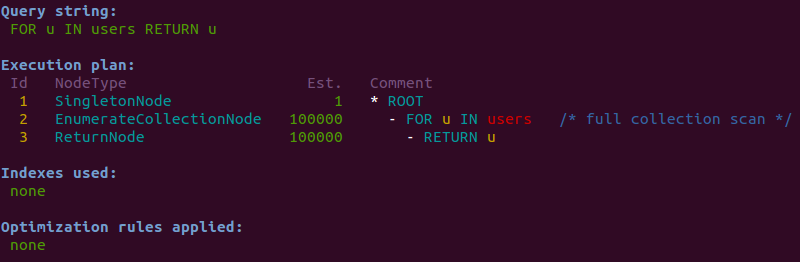 Query string:
 FOR u IN users RETURN u

Execution plan:
 Id   NodeType                  Est.   Comment
  1   SingletonNode                1   * ROOT
  2   EnumerateCollectionNode   100000     - FOR u IN users   /* full collection scan */
  3   ReturnNode                100000       - RETURN u

Indexes used:
 none

Optimization rules applied:
 none